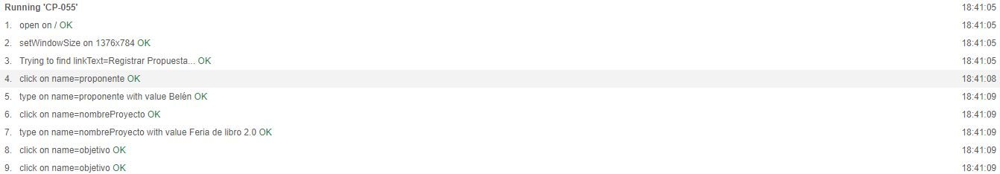 Running 'CP-055' 18:41:05
1. open on / OK 18:41:05
2. setWindowSize on 1376x784 OK 18:41:05
3. Trying to find linkText=Registrar Propuesta... OK 18:41:05
4. click on name=proponente OK 18:41:08
5. type on name=proponente with value Belén OK 18:41:09
6. click on name=nombreProyecto OK 18:41:09
7. type on name=nombreProyecto with value Feria de libro 2.0 OK 18:41:09
8. click on name=objetivo OK 18:41:09
9. click on name=objetivo OK 18:41:09